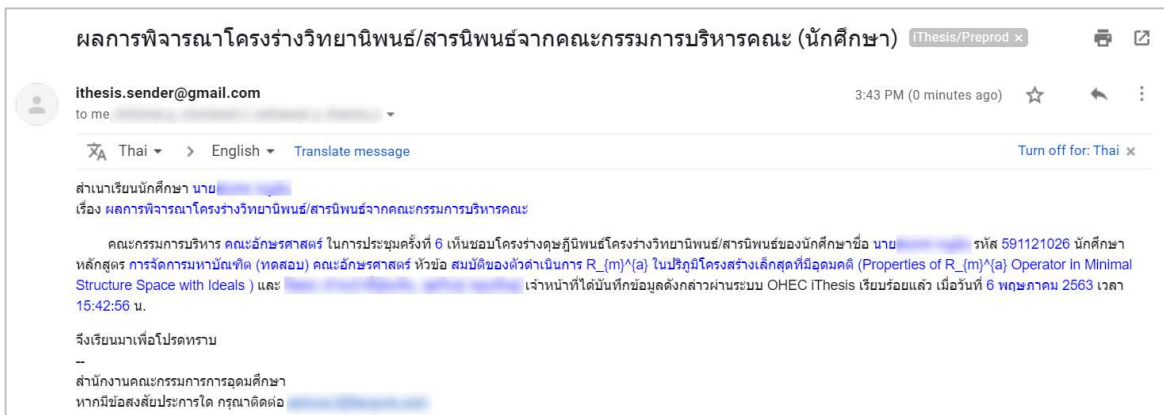 ผลการพิจารณาโครงร่างวิทยานิพนธ์/สารนิพนธ์จากคณะกรรมการบริหารคณะ (นักศึกษา) iThesis/Preprod ×
ithesis.sender@gmail.com
3:43 PM (0 minutes ago)
to me
Thai > English Translate message
Turn off for: Thai ×
สำเนาเรียนนักศึกษา นาย
เรื่อง ผลการพิจารณาโครงร่างวิทยานิพนธ์/สารนิพนธ์จากคณะกรรมการบริหารคณะ
คณะกรรมการบริหาร คณะอักษรศาสตร์ ในการประชุมครั้งที่ 6 เห็นชอบโครงร่างดุษฎีนิพนธ์โครงร่างวิทยานิพนธ์/สารนิพนธ์ของนักศึกษาชื่อ นาย รหัส 591121026 นักศึกษา
หลักสูตร การจัดการมหาบัณฑิต (ทดสอบ) คณะอักษรศาสตร์ หัวข้อ สมบัติของตัวดำเนินการ R_{m}^{a} ในปริภูมิโครงสร้างเล็กสุดที่มีอุดมคติ (Properties of R_{m}^{a} Operator in Minimal
Structure Space with Ideals ) และ เจ้าหน้าที่ได้บันทึกข้อมูลดังกล่าวผ่านระบบ OHEC iThesis เรียบร้อยแล้ว เมื่อวันที่ 6 พฤษภาคม 2563 เวลา
15:42:56 น.
จึงเรียนมาเพื่อโปรดทราบ
--
สำนักงานคณะกรรมการการอุดมศึกษา
หากมีข้อสงสัยประการใด กรุณาติดต่อ